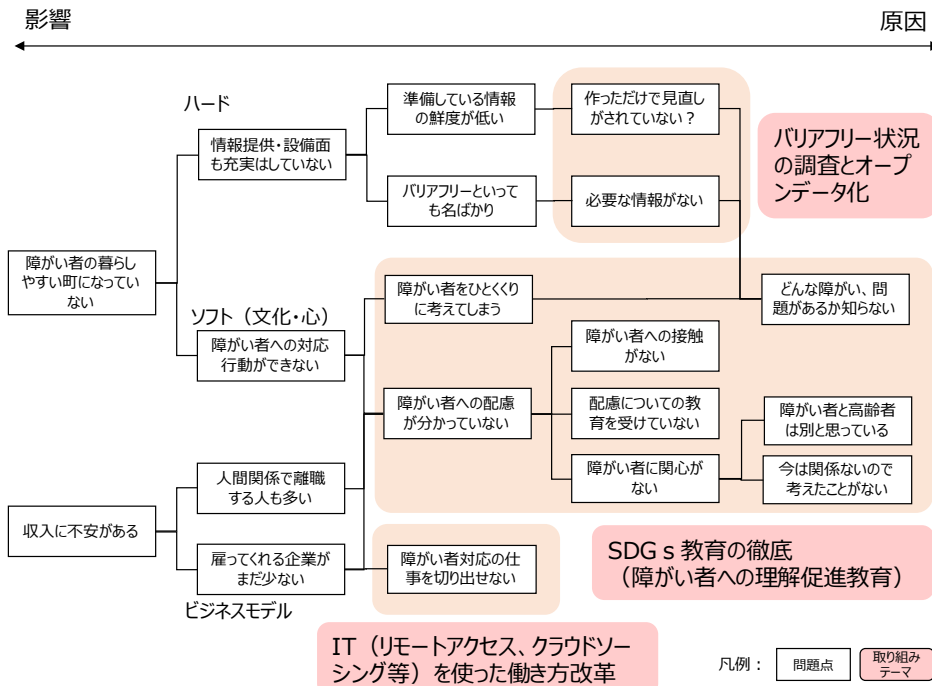 影響
原因
ハード
準備している情報
の鮮度が低い
作っただけで見直し
がされていない？
情報提供・設備面
も充実はしていない
バリアフリー状況
の調査とオープ
ンデータ化
バリアフリーといって
も名ばかり
必要な情報がない
障がい者の暮らし
やすい町になってい
ない
障がい者をひとくくり
に考えてしまう
どんな障がい、問
題があるか知らない
ソフト（文化・心）
障がい者への対応
行動ができない
障がい者への接触
がない
障がい者への配慮
が分かっていない
配慮についての教
育を受けていない
障がい者と高齢者
は別と思っている
障がい者に関心が
ない
今は関係ないので
考えたことがない
人間関係で離職
する人も多い
収入に不安がある
雇ってくれる企業が
まだ少ない
障がい者対応の仕
事を切り出せない
SDGｓ教育の徹底
（障がい者への理解促進教育）
ビジネスモデル
IT（リモートアクセス、クラウドソー
シング等）を使った働き方改革
凡例：
問題点
取り組み
テーマ